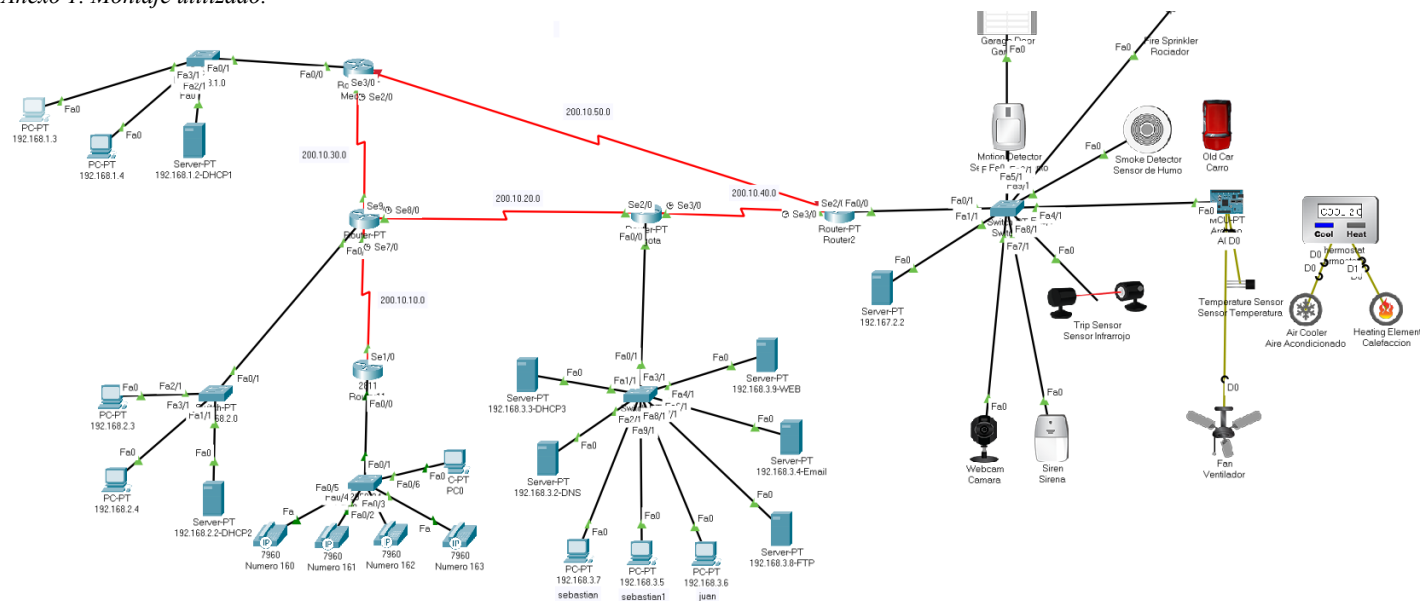 Fa0/1
Fa3/1
Fa2/1
Fa0
PC-PT
192.168.1.3
Fa0
PC-PT
192.168.1.4
Server-PT
192.168.1.2-DHCP1
Fa0/0
Se3/0
Se2/0
200.10.50.0
200.10.30.0
200.10.20.0
200.10.40.0
200.10.10.0
Se8/0
Router-PT
Se7/0
Se2/0
Se3/0
Fa0/0
Se3/0
Fa0/0
Router-PT
Router2
Fa0/1
Fa1/1
Fa5/1
Fa4/1
Fa8/1
Fa7/1
Garage Door
Fa0
Fire Sprinkler
Rociador
Fa0
Motion Detector
Fa0
Smoke Detector
Sensor de Humo
Old Car
Carro
Fa0
D0
Temperature Sensor
Sensor Temperatura
COOL
Cool
Heat
D0
D0
D1
Air Cooler
Aire Acondicionado
Heating Element
Calefaccion
D0
Fan
Ventilador
Fa0
Server-PT
192.167.2.2
Fa0
Trip Sensor
Sensor Infrarrojo
Fa0
Webcam
Camara
Fa0
Siren
Sirena
Fa0
Fa2/1
Fa0/1
Fa3/1
Fa1/1
PC-PT
192.168.2.3
Fa0
PC-PT
192.168.2.4
Fa0
Server-PT
192.168.2.2-DHCP2
Se1/0
2811
Fa0/0
Fa0/1
Fa0/5
Fa0/6
Fa0/3
Fa0/2
PC0
7960
Numero 160
7960
Numero 161
7960
Numero 162
7960
Numero 163
Fa0/1
Fa1/1
Fa3/1
Fa4/1
Fa2/1
Fa8/1
Fa9/1
Fa0
Server-PT
192.168.3.3-DHCP3
Fa0
Server-PT
192.168.3.9-WEB
Fa0
Server-PT
192.168.3.2-DNS
Fa0
Server-PT
192.168.3.4-Email
Fa0
Server-PT
192.168.3.8-FTP
Fa0
PC-PT
192.168.3.7
sebastian
Fa0
PC-PT
192.168.3.5
sebastian1
Fa0
PC-PT
192.168.3.6
juan